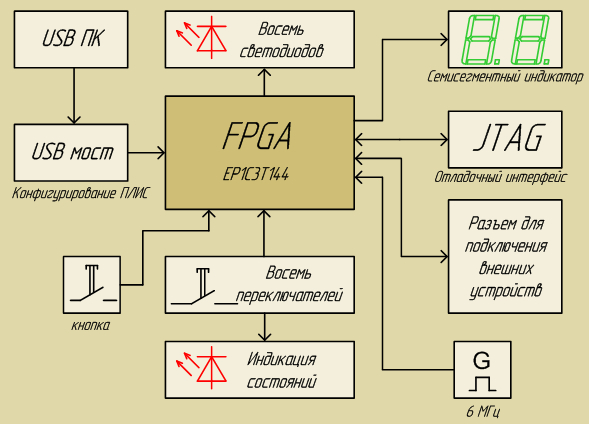 USB ПК
Восемь
светодиодов
Семисегментный индикатор
USB мост
Конфигурирование ПЛИС
FPGA
EP1C3T144
JTAG
Отладочный интерфейс
Разъем для
подключения
внешних
устройств
кнопка
Восемь
переключателей
Индикация
состояний
G
6 МГц